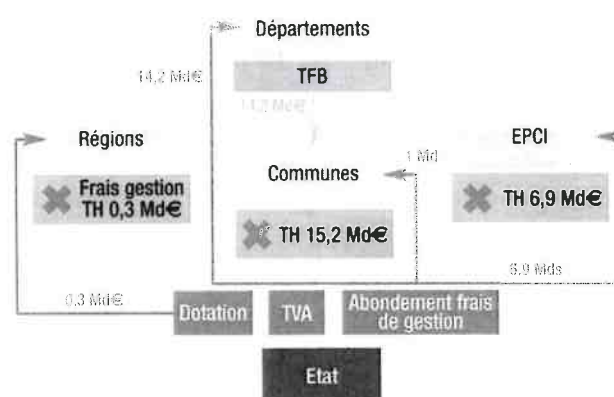 Départements
14,2 Md€
TFB
14,2 Md€
Régions
EPCI
1 Md
Communes
Frais gestion
TH 0,3 Md€
TH 6,9 Md€
TH 15,2 Md€
6,9 Mds
0,3 Md€
Dotation
TVA
Abondement frais
de gestion
Etat